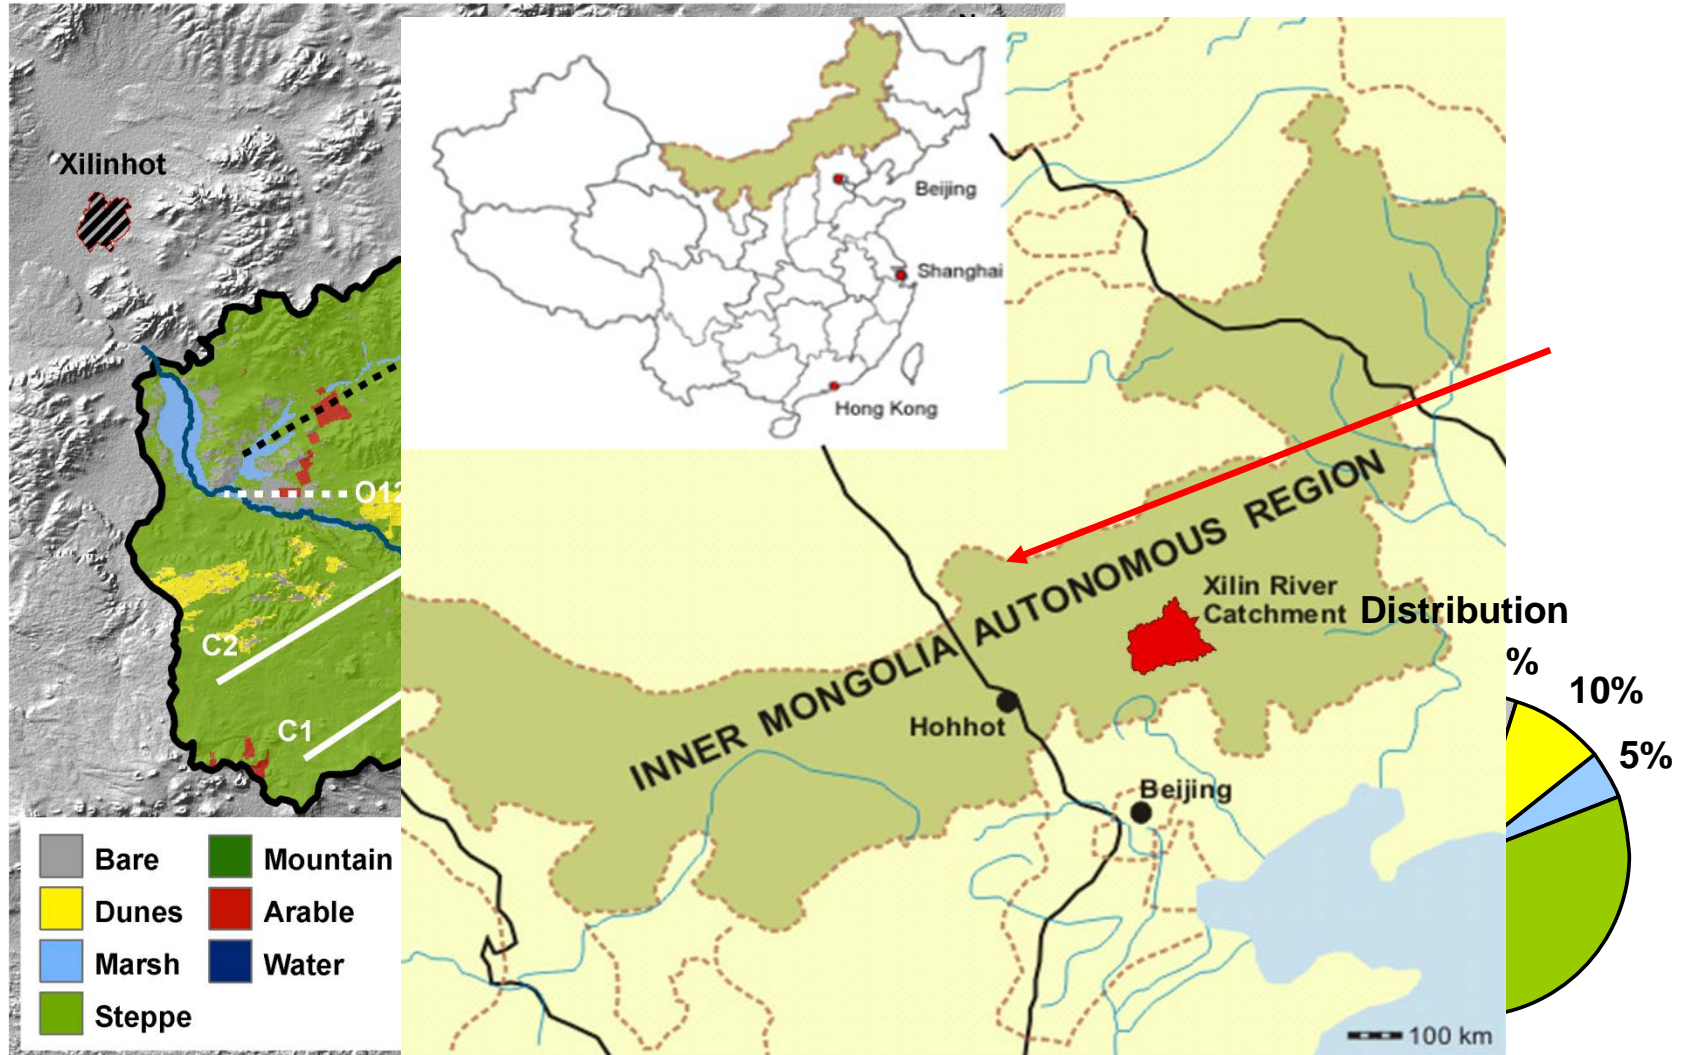 Xilinhot
O12
C2
C1
Bare
Mountain
Dunes
Arable
Marsh
Water
Steppe
Beijing
Shanghai
Hong Kong
INNER MONGOLIA AUTONOMOUS REGION
Xilin River
Catchment
Hohhot
Beijing
100 km
Distribution
%
10%
5%